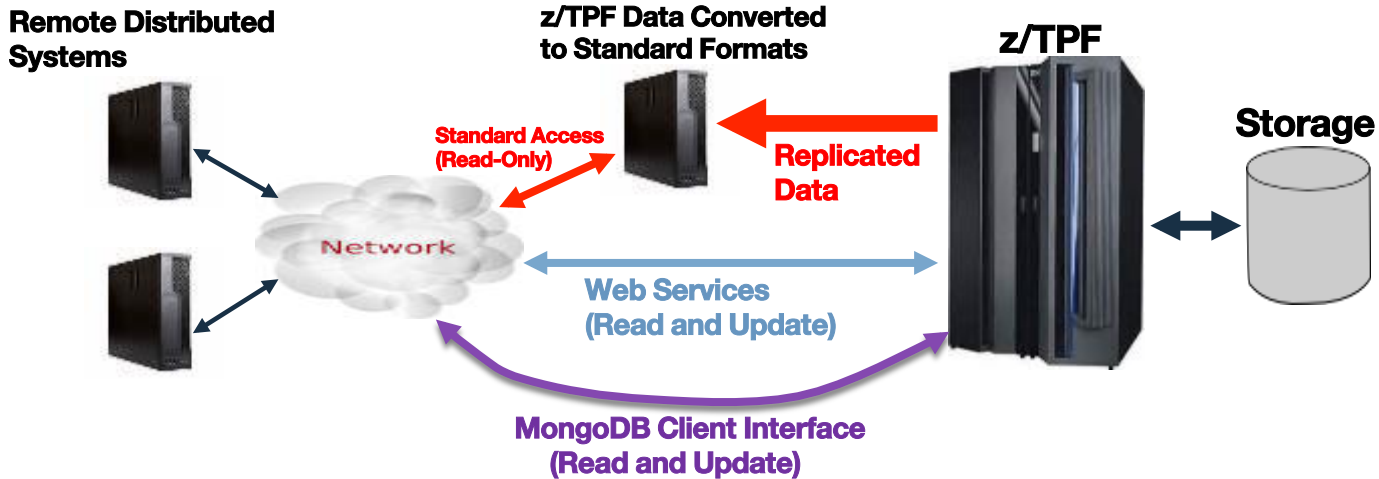 Remote Distributed
Systems
z/TPF Data Converted
to Standard Formats
z/TPF
Storage
Standard Access
(Read-Only)
Replicated
Data
Network
Web Services
(Read and Update)
MongoDB Client Interface
(Read and Update)